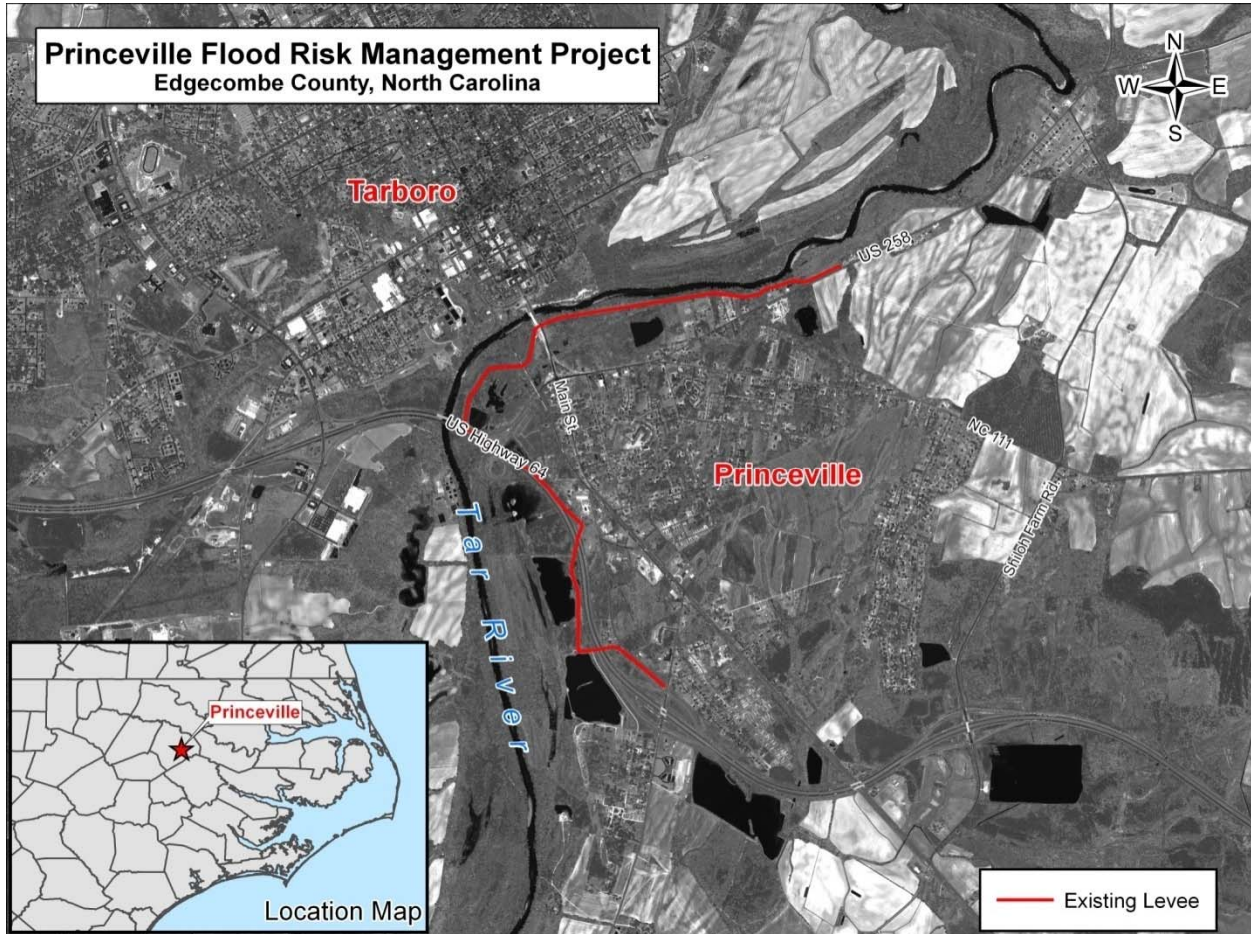 Princeville Flood Risk Management Project
Edgecombe County, North Carolina
N
W
E
S
Tarboro
US 258
Main St.
NC 111
US Highway 64
Princeville
Shiloh Farm Rd.
Tar River
Princeville
Location Map
Existing Levee